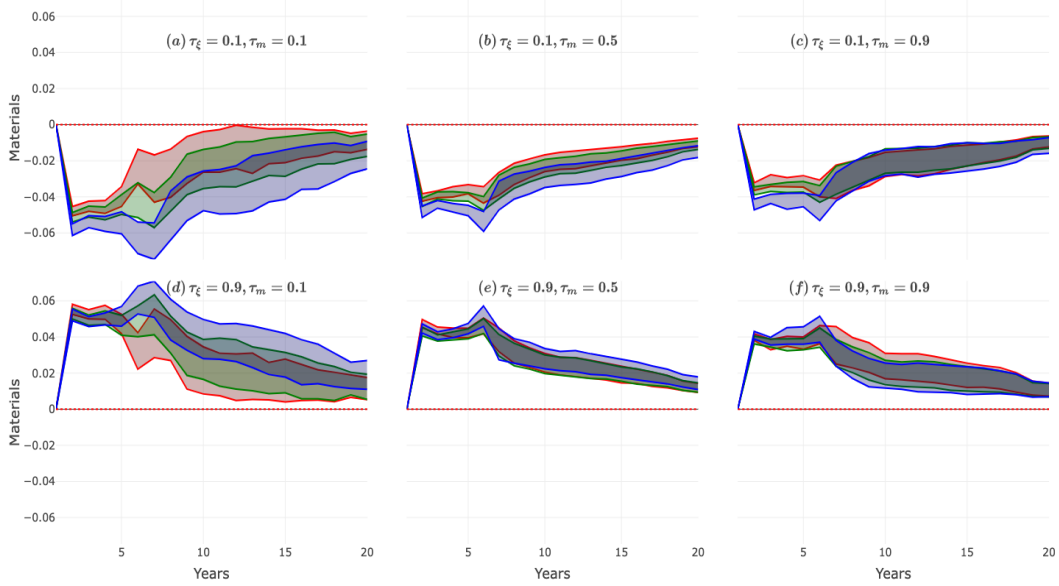 0.06
(a) τξ = 0.1, τm = 0.1
(b) τξ = 0.1, τm = 0.5
(c) τξ = 0.1, τm = 0.9
0.04
0.02
0
−0.02
−0.04
−0.06
Materials
0.06
(d) τξ = 0.9, τm = 0.1
(e) τξ = 0.9, τm = 0.5
(f) τξ = 0.9, τm = 0.9
0.04
0.02
0
−0.02
−0.04
−0.06
Materials
5 10 15 20
5 10 15 20
5 10 15 20
Years
Years
Years